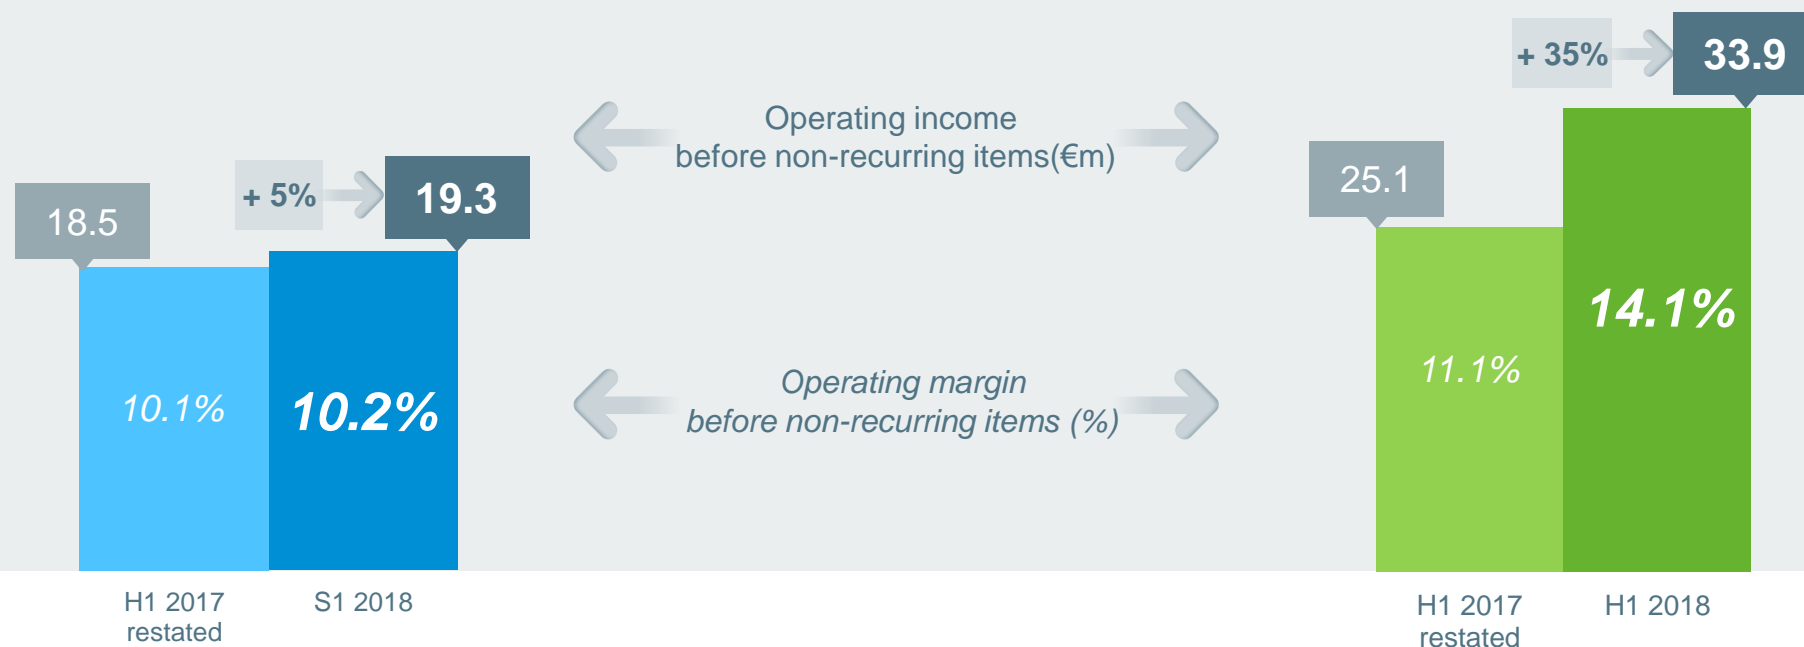 18.5
+ 5%
19.3
10.1%
10.2%
H1 2017
restated
S1 2018
Operating income
before non-recurring items(€m)
Operating margin
before non-recurring items (%)
25.1
+ 35%
33.9
11.1%
14.1%
H1 2017
restated
H1 2018